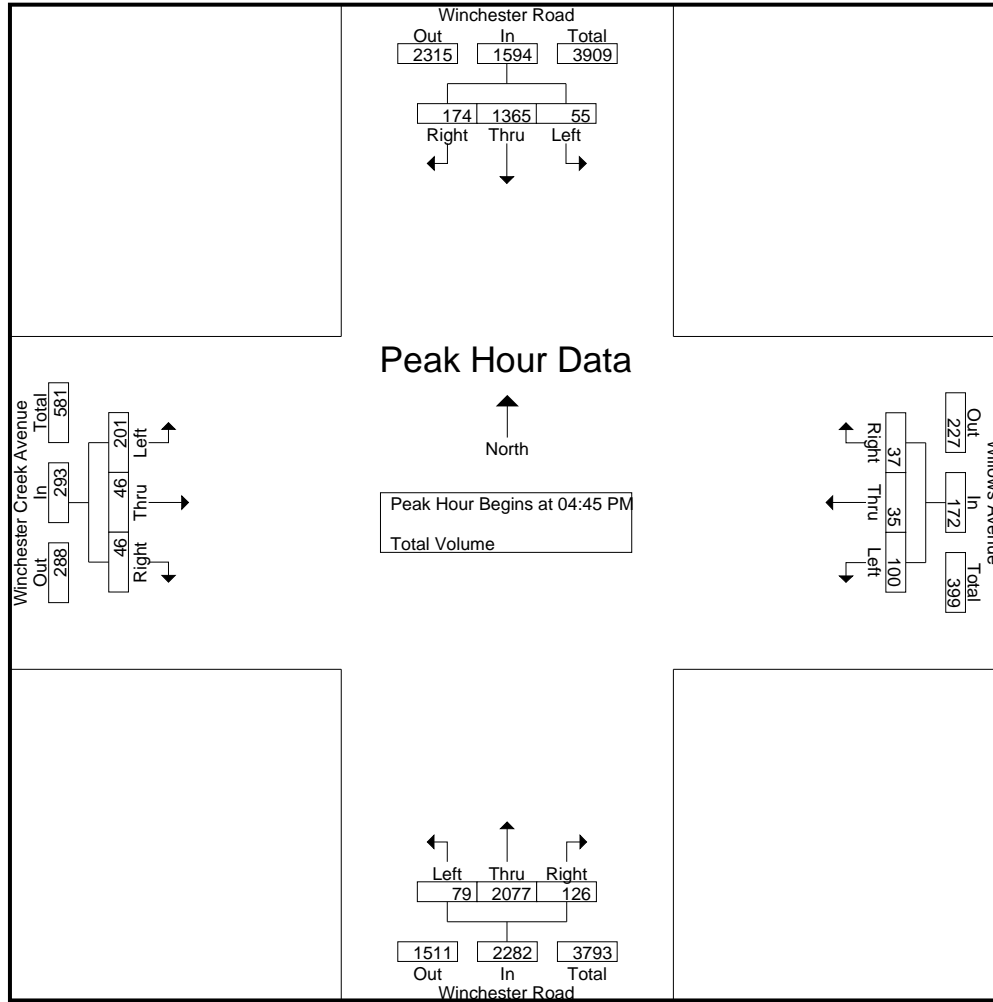 Winchester Road
Out In Total
2315 1594 3909
174 1365 55
Right Thru Left
Peak Hour Data
North
Peak Hour Begins at 04:45 PM
Total Volume
Winchester Creek Avenue
Out In Total
288 293 581
46 46 201
Right Thru Left
Willows Avenue
Out In Total
227 172 399
37 35 100
Right Thru Left
Left Thru Right
79 2077 126
1511 2282 3793
Out In Total
Winchester Road